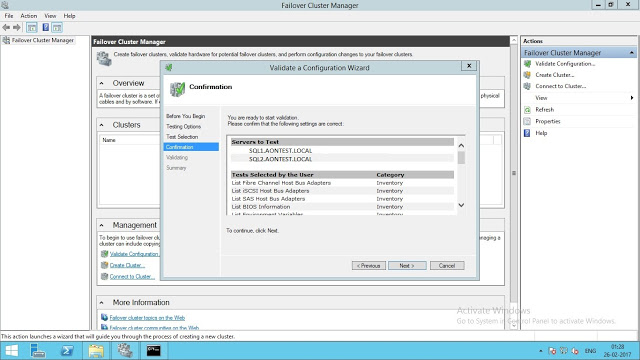 Failover Cluster Manager
File Action View Help
Failover Cluster Manager
Failover Cluster Manager
Create failover clusters, validate hardware for potential failover clusters, and perform configuration changes to your failover clusters.
Overview
A failover cluster is a set of
physical
cables and by software. If
Clusters
Name
Management
To begin to use failover
managing a
cluster can include copying
Validate Configuration
Create Cluster...
Connect to Cluster...
More Information
Failover cluster topics on the Web
Failover cluster communities on the Web
Validate a Configuration Wizard
Confirmation
Before You Begin
Testing Options
Test Selection
Confirmation
Validating
Summary
You are ready to start validation.
Please confirm that the following settings are correct:
Servers to Test
SQL1.AONTEST.LOCAL
SQL2.AONTEST.LOCAL
Tests Selected by the User Category
List Fibre Channel Host Bus Adapters Inventory
List iSCSI Host Bus Adapters Inventory
List SAS Host Bus Adapters Inventory
List BIOS Information Inventory
List Environment Variables Inventory
To continue, click Next.
< Previous Next > Cancel
Actions
Failover Cluster Manager
Validate Configuration...
Create Cluster...
Connect to Cluster...
View
Refresh
Properties
Help
Activate Windows
Go to System in Control Panel to activate Windows.
This action launches a wizard that will guide you through the process of creating a new cluster.
ENG
01:28
26-02-2017